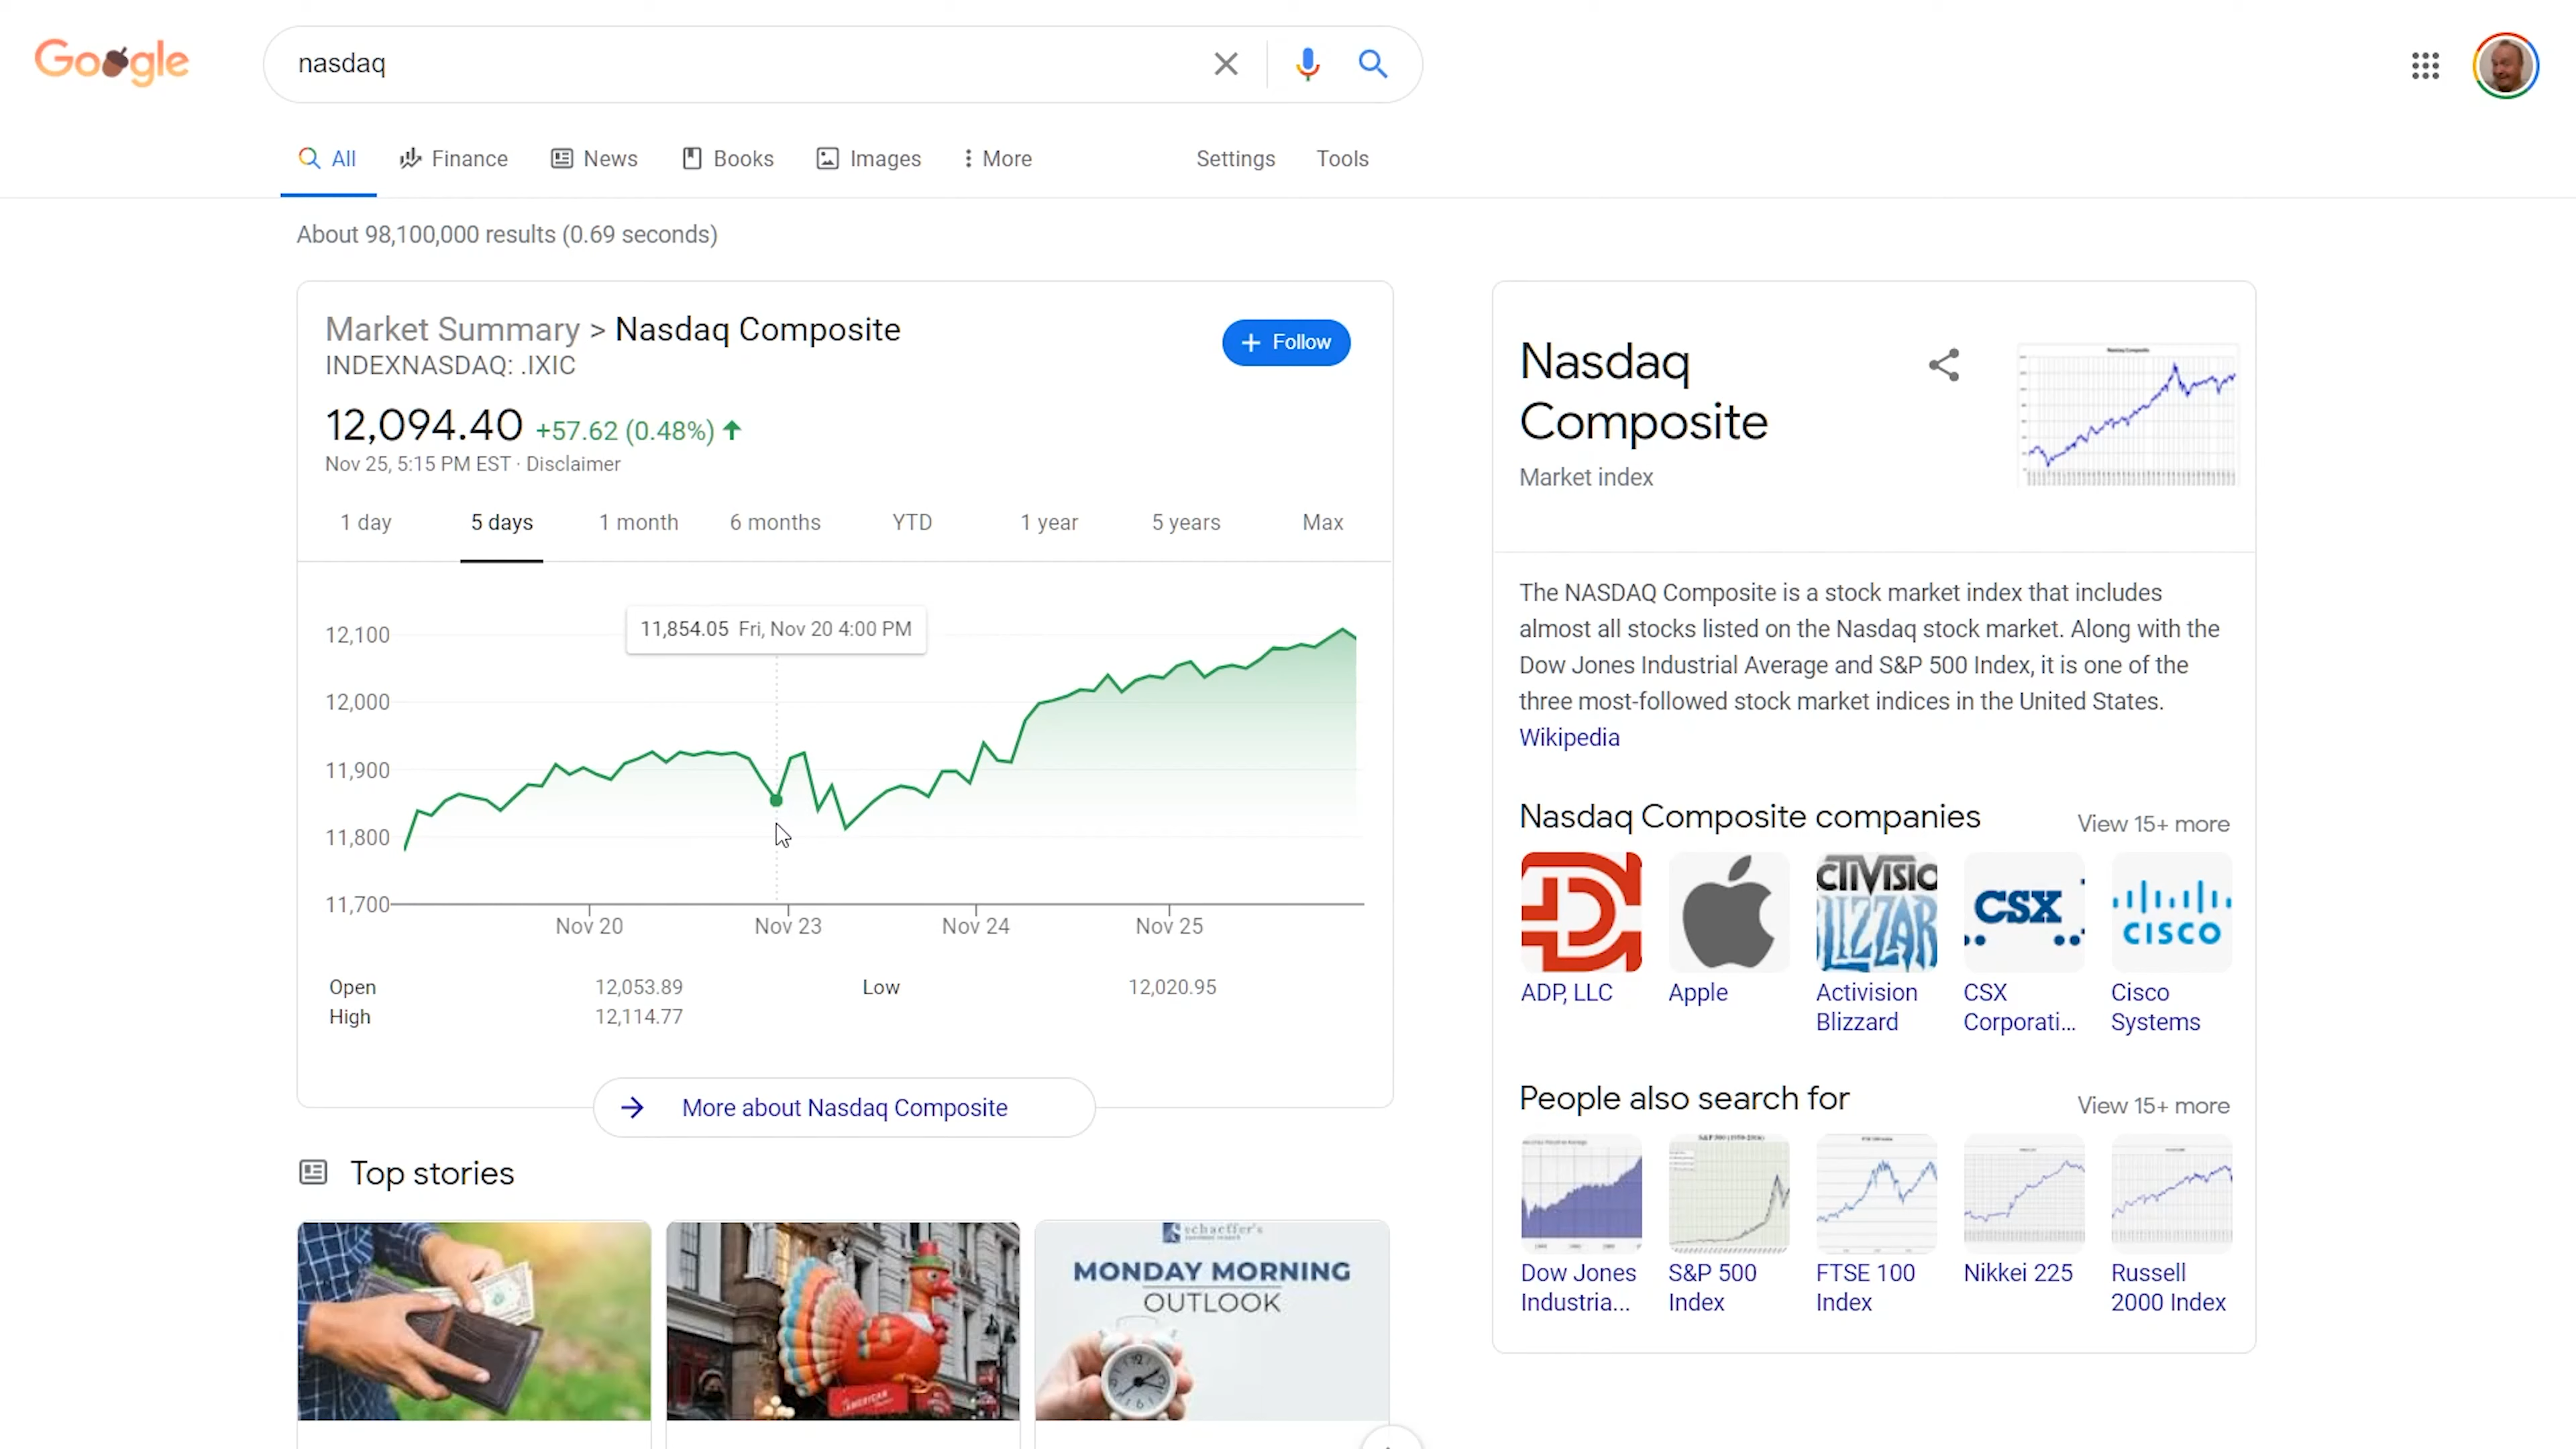 Google
nasdaq
All
Finance
News
Books
Images
More
Settings
Tools
About 98,100,000 results (0.69 seconds)
Market Summary > Nasdaq Composite
INDEXNASDAQ: .IXIC
+ Follow
12,094.40 +57.62 (0.48%)
Nov 25, 5:15 PM EST · Disclaimer
1 day
5 days
1 month
6 months
YTD
1 year
5 years
Max
11,854.05 Fri, Nov 20 4:00 PM
12,100
12,000
11,900
11,800
11,700
Nov 20
Nov 23
Nov 24
Nov 25
Open 12,053.89 Low 12,020.95
High 12,114.77
More about Nasdaq Composite
Top stories
schaeffer's
MONDAY MORNING
OUTLOOK
AMERICAN
Nasdaq
Composite
Market index
Nasdaq Composite
The NASDAQ Composite is a stock market index that includes
almost all stocks listed on the Nasdaq stock market. Along with the
Dow Jones Industrial Average and S&P 500 Index, it is one of the
three most-followed stock market indices in the United States.
Wikipedia
Nasdaq Composite companies
View 15+ more
CTIVISIO
LIZZAR
CSX
CISCO
ADP, LLC
Apple
Activision
Blizzard
CSX
Corporati...
Cisco
Systems
People also search for
View 15+ more
Dow Jones
Industria...
S&P 500
Index
FTSE 100
Index
Nikkei 225
Russell
2000 Index